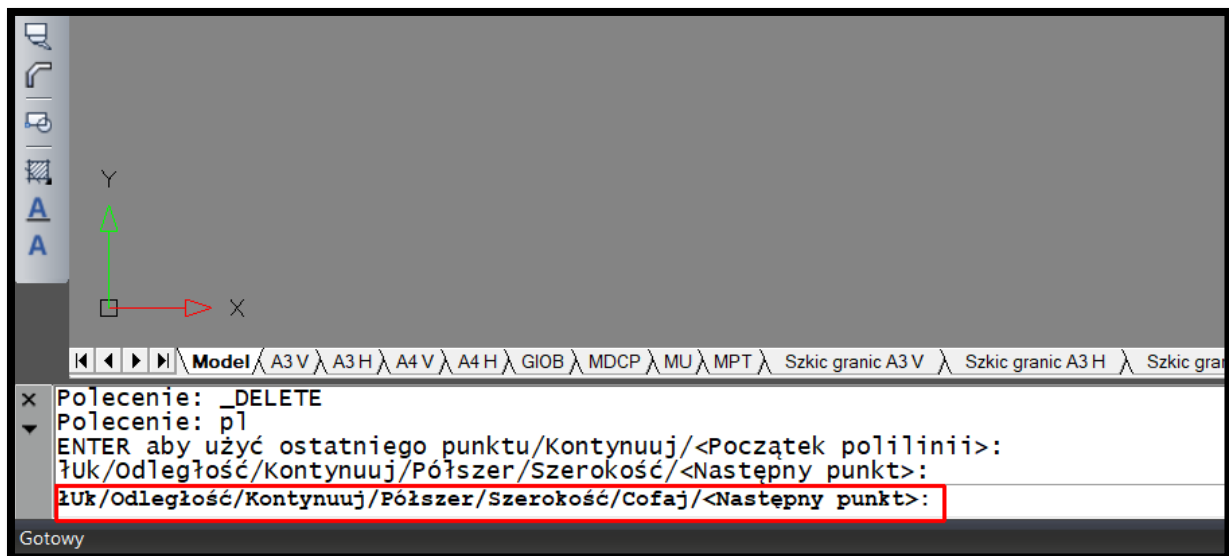 A
A
Y
X
Model A3 V A3 H A4 V A4 H GIOB MDCP MU MPT Szkic granic A3 V Szkic granic A3 H Szkic gra
Polecenie: _DELETE
Polecenie: pl
ENTER aby użyć ostatniego punktu/Kontynuuj/<Początek polilinii>:
łUk/Odległość/Kontynuuj/Półszer/Szerokość/<Następny punkt>:
łUk/Odległość/Kontynuuj/Półszer/Szerokość/Cofaj/<Następny punkt>:
Gotowy